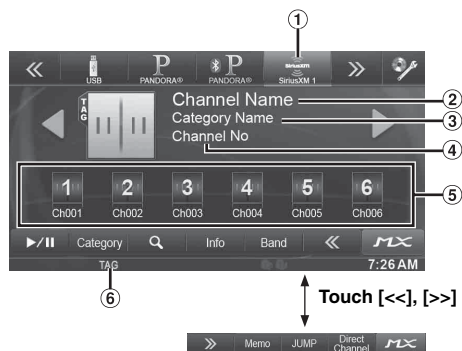 ①
≪ USB PANDORA® PANDORA® SiriusXM SiriusXM 1 ≫
TAG
Channel Name ②
Category Name ③
Channel No ④
1 2 3 4 5 6 ⑤
Ch001 Ch002 Ch003 Ch004 Ch005 Ch006
▶/II Category Info Band ≪ MX
TAG 7:26 AM
⑥
Touch [<<], [>>]
≫ Memo JUMP Direct Channel MX